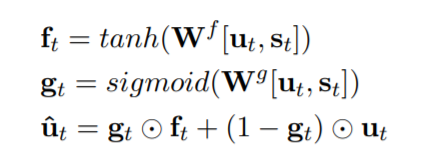 f_t = tanh(W^f[u_t, s_t])
g_t = sigmoid(W^g[u_t, s_t])
û_t = g_t ⊙ f_t + (1 − g_t) ⊙ u_t